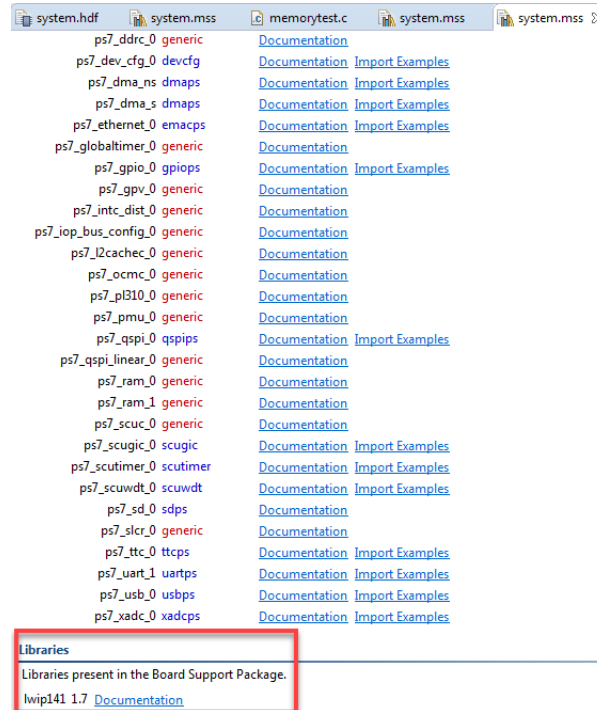 system.hdf system.mss memorytest.c system.mss system.mss
ps7_ddrc_0 generic Documentation
ps7_dev_cfg_0 devcfg Documentation Import Examples
ps7_dma_ns dmaps Documentation Import Examples
ps7_dma_s dmaps Documentation Import Examples
ps7_ethernet_0 emacps Documentation Import Examples
ps7_globaltimer_0 generic Documentation
ps7_gpio_0 gpiops Documentation Import Examples
ps7_gpv_0 generic Documentation
ps7_intc_dist_0 generic Documentation
ps7_iop_bus_config_0 generic Documentation
ps7_l2cachec_0 generic Documentation
ps7_ocmc_0 generic Documentation
ps7_pl310_0 generic Documentation
ps7_pmu_0 generic Documentation
ps7_qspi_0 qspips Documentation Import Examples
ps7_qspi_linear_0 generic Documentation
ps7_ram_0 generic Documentation
ps7_ram_1 generic Documentation
ps7_scuc_0 generic Documentation
ps7_scugic_0 scugic Documentation Import Examples
ps7_scutimer_0 scutimer Documentation Import Examples
ps7_scuwdt_0 scuwdt Documentation Import Examples
ps7_sd_0 sdps Documentation
ps7_slcr_0 generic Documentation
ps7_ttc_0 ttcps Documentation Import Examples
ps7_uart_1 uartps Documentation Import Examples
ps7_usb_0 usbps Documentation Import Examples
ps7_xadc_0 xadcps Documentation Import Examples
Libraries
Libraries present in the Board Support Package.
lwip141 1.7 Documentation